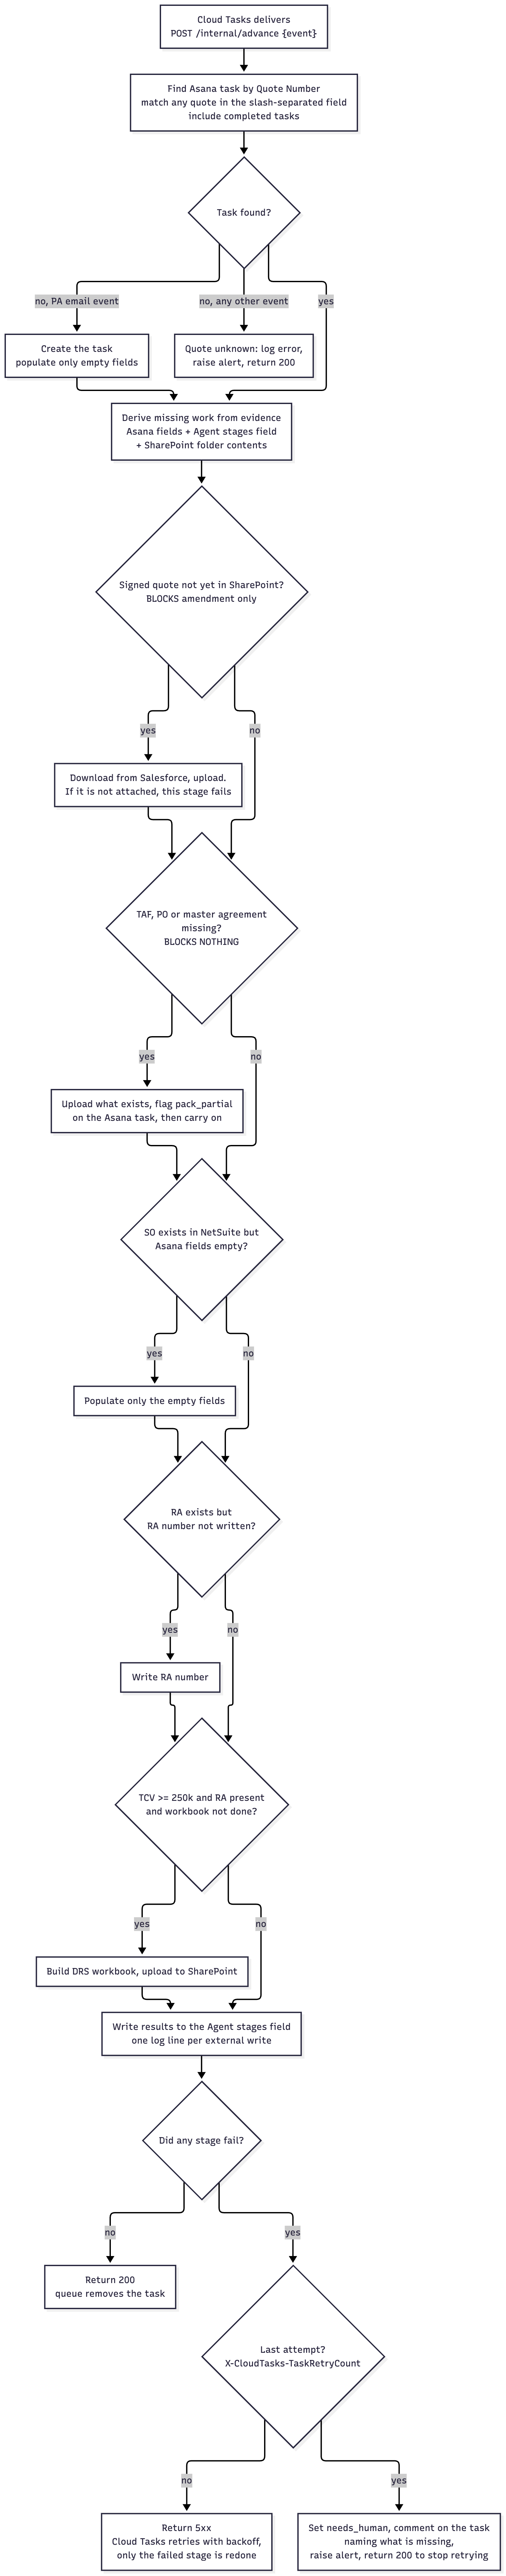 Cloud Tasks delivers
POST /internal/advance {event}
Find Asana task by Quote Number
match any quote in the slash-separated field
include completed tasks
Task found?
no, PA email event
no, any other event
yes
Create the task
populate only empty fields
Quote unknown: log error,
raise alert, return 200
Derive missing work from evidence
Asana fields + Agent stages field
+ SharePoint folder contents
Signed quote not yet in SharePoint?
BLOCKS amendment only
yes
no
Download from Salesforce, upload.
If it is not attached, this stage fails
TAF, PO or master agreement
missing?
BLOCKS NOTHING
yes
no
Upload what exists, flag pack_partial
on the Asana task, then carry on
SO exists in NetSuite but
Asana fields empty?
yes
no
Populate only the empty fields
RA exists but
RA number not written?
yes
no
Write RA number
TCV >= 250k and RA present
and workbook not done?
yes
no
Build DRS workbook, upload to SharePoint
Write results to the Agent stages field
one log line per external write
Did any stage fail?
no
yes
Return 200
queue removes the task
Last attempt?
X-CloudTasks-TaskRetryCount
no
yes
Return 5xx
Cloud Tasks retries with backoff,
only the failed stage is redone
Set needs_human, comment on the task
naming what is missing,
raise alert, return 200 to stop retrying